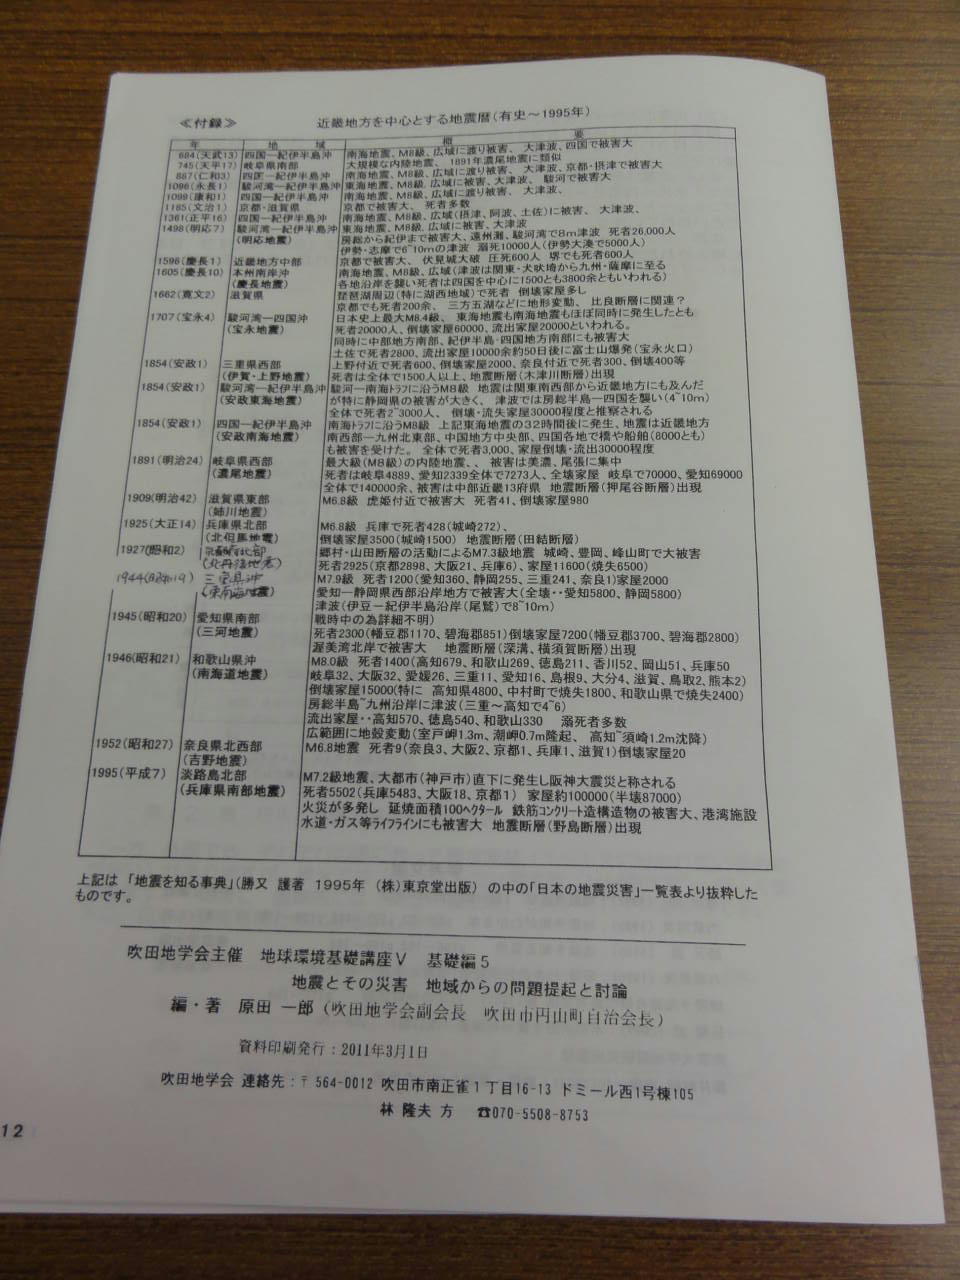 ≪付録≫ 近畿地方を中心とする地震暦(有史～1995年)
年 地域 概要
684(天武13) 四国ー紀伊半島沖 南海地震、M8級、広域に渡り被害、 大津波、四国で被害大
745(天平17) 岐阜県南部 大規模な内陸地震、 1891年濃尾地震に類似
887(仁和3) 四国ー紀伊半島沖 南海地震、M8級、広域に渡り被害、 大津波、京都・摂津で被害大
1096(永長1) 駿河湾ー紀伊半島沖 東海地震、M8級、広域に被害、大津波、 駿河で被害大
1099(康和1) 四国ー紀伊半島沖 南海地震、M8級、広域に渡り被害、 大津波、
1185(文治1) 京都・滋賀県 京都で被害大、 死者多数
1361(正平16) 四国ー紀伊半島沖 南海地震、M8級、広域(摂津、阿波、土佐)に被害、 大津波、
1498(明応7) 駿河湾ー紀伊半島沖 東海地震、M8級、広域に被害、大津波
(明応地震) 房総から紀伊まで被害大、遠州灘、駿河湾で8m津波 死者26,000人
伊勢・志摩で6~10mの津波 溺死10000人(伊勢大湊で5000人)
1596(慶長1) 近畿地方中部 京都で被害大、 伏見城大破 圧死600人 堺でも死者600人
1605(慶長10) 本州南岸沖 南海地震、M8級、広域(津波は関東・犬吠埼から九州・薩摩に至る
(慶長地震) 各地沿岸を襲い死者は四国を中心に1500とも3800余ともいわれる)
1662(寛文2) 滋賀県 琵琶湖周辺(特に湖西地域)で死者 倒壊家屋多し
京都でも死者200余、 三方五湖などに地形変動、 比良断層に関連？
1707(宝永4) 駿河湾ー四国沖 日本史上最大M8.4級、 東海地震も南海地震もほぼ同時に発生したとも
(宝永地震) 死者20000人、倒壊家屋60000、流出家屋20000といわれる。
同時に中部地方南部、紀伊半島・四国地方南部にも被害大
土佐で死者2800、流出家屋10000余約50日後に富士山爆発(宝永火口)
1854(安政1) 三重県西部 上野付近で死者600、倒壊家屋2000、奈良付近で死者300、倒壊400等
(伊賀・上野地震) 死者は全体で1500人以上、地震断層(木津川断層)出現
1854(安政1) 駿河湾ー紀伊半島沖 駿河ー南海トラフに沿うM8級 地震は関東南西部から近畿地方にも及んだ
(安政東海地震) が特に静岡県の被害が大きく、 津波では房総半島ー四国を襲い(4~10m)
全体で死者2~3000人、 倒壊・流失家屋30000程度と推察される
1854(安政1) 四国ー紀伊半島沖 南海トラフに沿うM8級 上記東海地震の32時間後に発生、地震は近畿地方
(安政南海地震) 南西部ー九州北東部、中国地方中央部、四国各地で橋や船舶(8000とも)
も被害を受けた。 全体で死者3,000、家屋倒壊・流出30000程度
1891(明治24) 岐阜県西部 最大級(M8級)の内陸地震、、 被害は美濃、尾張に集中
(濃尾地震) 死者は岐阜4889、愛知2339全体で7273人、全壊家屋 岐阜で70000、愛知69000
全体で140000余、被害は中部近畿13府県 地震断層(押尾谷断層)出現
1909(明治42) 滋賀県東部 M6.8級 虎姫付近で被害大 死者41、倒壊家屋980
(姉川地震)
1925(大正14) 兵庫県北部 M6.8級 兵庫で死者428(城崎272)、
(北但馬地震) 倒壊家屋3500(城崎1500) 地震断層(田結断層)
1927(昭和2) 京都府北部 郷村・山田断層の活動によるM7.3級地震 城崎、豊岡、峰山町で大被害
(北丹後地震) 死者2925(京都2898、大阪21、兵庫6)、家屋11600(焼失6500)
1944(昭和19) 三重県沖 M7.9級 死者1200(愛知360、静岡255、三重241、奈良1)家屋2000
(東南海地震) 愛知ー静岡県西部沿岸地方で被害大(全壊・・愛知5800、静岡5800)
津波(伊豆ー紀伊半島沿岸(尾鷲)で8~10m)
1945(昭和20) 愛知県南部 戦時中の為詳細不明)
(三河地震) 死者2300(幡豆郡1170、碧海郡851)倒壊家屋7200(幡豆郡3700、碧海郡2800)
渥美湾北岸で被害大 地震断層(深溝、横須賀断層)出現
1946(昭和21) 和歌山県沖 M8.0級 死者1400(高知679、和歌山269、徳島211、香川52、岡山51、兵庫50
(南海道地震) 岐阜32、大阪32、愛媛26、三重11、愛知16、島根9、大分4、滋賀、鳥取2、熊本2)
倒壊家屋15000(特に 高知県4800、中村町で焼失1800、和歌山県で焼失2400)
房総半島~九州沿岸に津波(三重～高知で4~6)
流出家屋・・高知570、徳島540、和歌山330 溺死者多数
広範囲に地殻変動(室戸岬1.3m、潮岬0.7m隆起、 高知~須崎1.2m沈降)
1952(昭和27) 奈良県北西部 M6.8地震 死者9(奈良3、大阪2、京都1、兵庫1、滋賀1)倒壊家屋20
(吉野地震)
1995(平成7) 淡路島北部 M7.2級地震、大都市(神戸市)直下に発生し阪神大震災と称される
(兵庫県南部地震) 死者5502(兵庫5483、大阪18、京都1) 家屋約100000(半壊87000)
火災が多発し 延焼面積100ヘクタール 鉄筋コンクリート造構造物の被害大、港湾施設
水道・ガス等ライフラインにも被害大 地震断層(野島断層)出現
上記は 「地震を知る事典」(勝又 護著 1995年 (株)東京堂出版) の中の「日本の地震災害」一覧表より抜粋した
ものです。
吹田地学会主催 地球環境基礎講座Ⅴ 基礎編5
地震とその災害 地域からの問題提起と討論
編・著 原田 一郎(吹田地学会副会長 吹田市円山町自治会長)
資料印刷発行：2011年3月1日
吹田地学会 連絡先：〒564-0012 吹田市南正雀1丁目16-13 ドミール西1号棟105
林 隆夫 方 ☎070-5508-8753
12